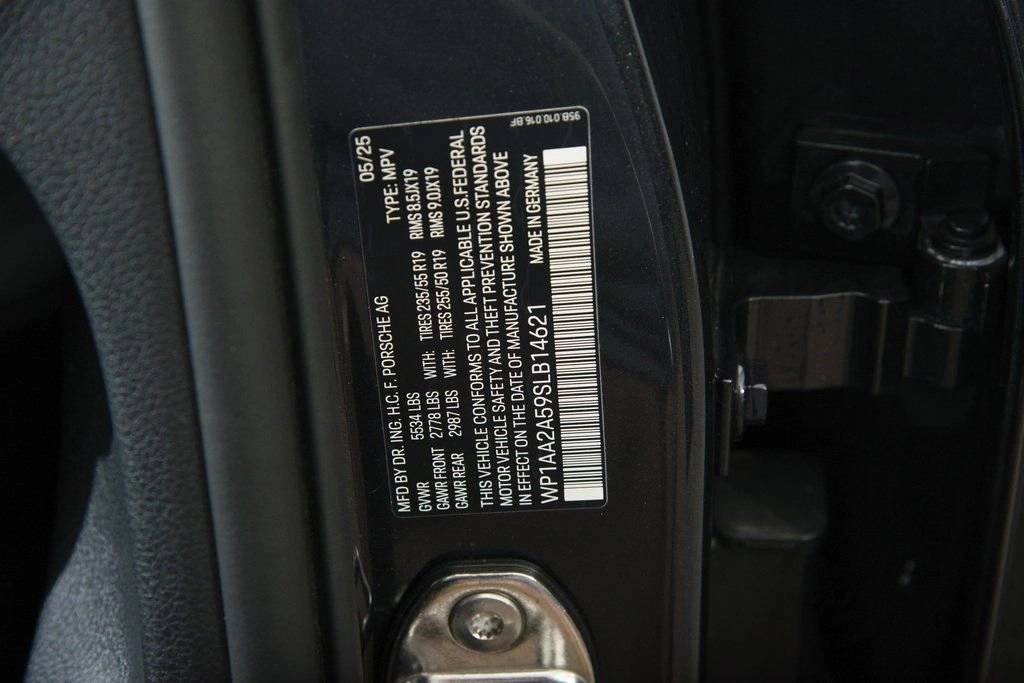 95B.010.016.BF
05/25
MFD BY DR. ING. H.C. F. PORSCHE AG TYPE: MPV
GVWR 5534 LBS
GAWR FRONT 2778 LBS WITH: TIRES 235/55 R19 RIMS 8.5JX19
GAWR REAR 2987 LBS WITH: TIRES 255/50 R19 RIMS 9.0JX19
THIS VEHICLE CONFORMS TO ALL APPLICABLE U.S. FEDERAL
MOTOR VEHICLE SAFETY AND THEFT PREVENTION STANDARDS
IN EFFECT ON THE DATE OF MANUFACTURE SHOWN ABOVE
WP1AA2A59SLB14621 MADE IN GERMANY